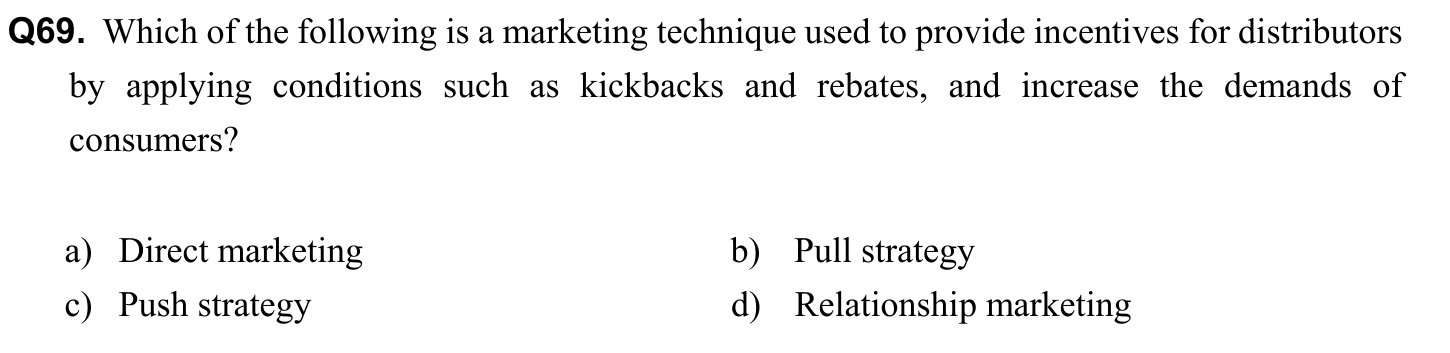 Q69. Which of the following is a marketing technique used to provide incentives for distributors
by applying conditions such as kickbacks and rebates, and increase the demands of
consumers?
a) Direct marketing
b) Pull strategy
c) Push strategy
d) Relationship marketing